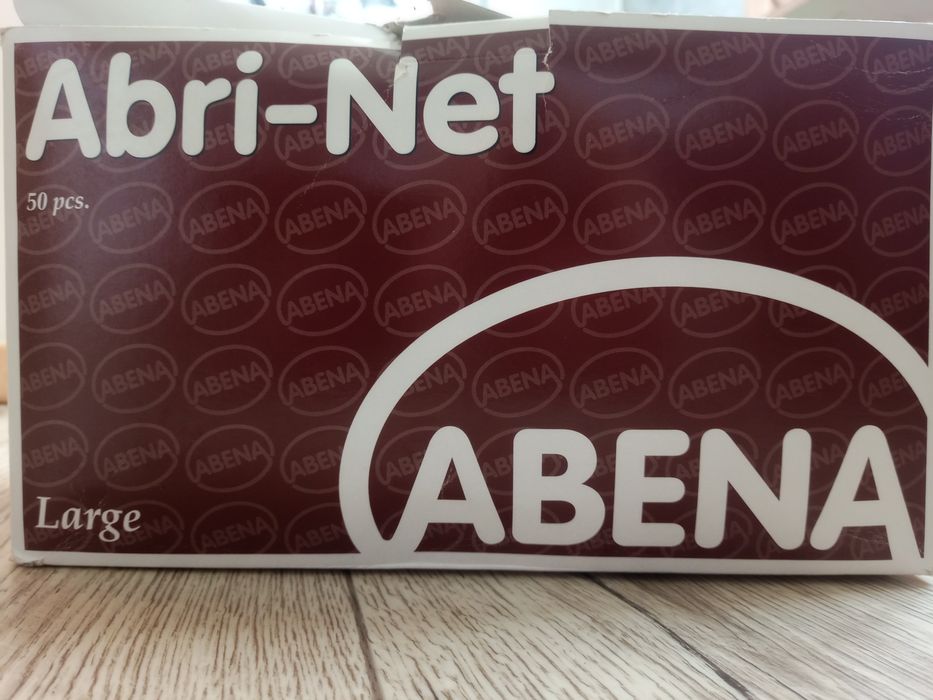 Abri-Net
50 pcs.
Large
ABENA